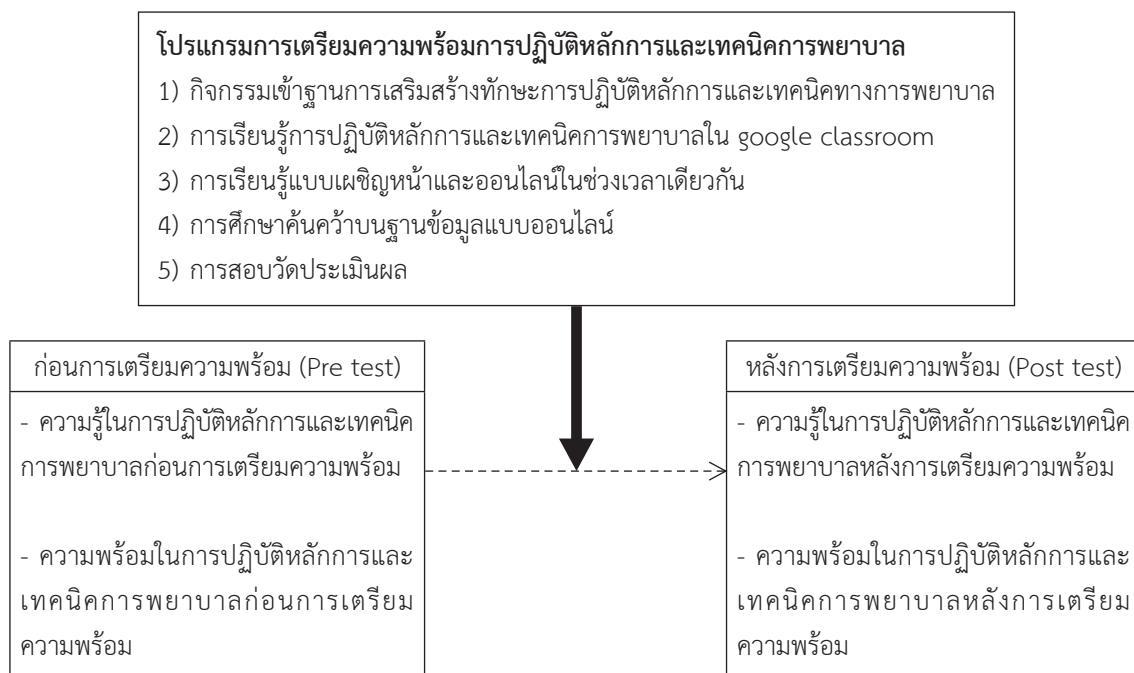 โปรแกรมการเตรียมความพร้อมการปฏิบัติหลักการและเทคนิคการพยาบาล
1) กิจกรรมเข้าฐานการเสริมสร้างทักษะการปฏิบัติหลักการและเทคนิคทางการพยาบาล
2) การเรียนรู้การปฏิบัติหลักการและเทคนิคการพยาบาลใน google classroom
3) การเรียนรู้แบบเผชิญหน้าและออนไลน์ในช่วงเวลาเดียวกัน
4) การศึกษาค้นคว้าบนฐานข้อมูลแบบออนไลน์
5) การสอบวัดประเมินผล
ก่อนการเตรียมความพร้อม (Pre test)
- ความรู้ในการปฏิบัติหลักการและเทคนิค
การพยาบาลก่อนการเตรียมความพร้อม
- ความพร้อมในการปฏิบัติหลักการและ
เทคนิคการพยาบาลก่อนการเตรียม
ความพร้อม
หลังการเตรียมความพร้อม (Post test)
- ความรู้ในการปฏิบัติหลักการและเทคนิค
การพยาบาลหลังการเตรียมความพร้อม
- ความพร้อมในการปฏิบัติหลักการและ
เทคนิคการพยาบาลหลังการเตรียม
ความพร้อม